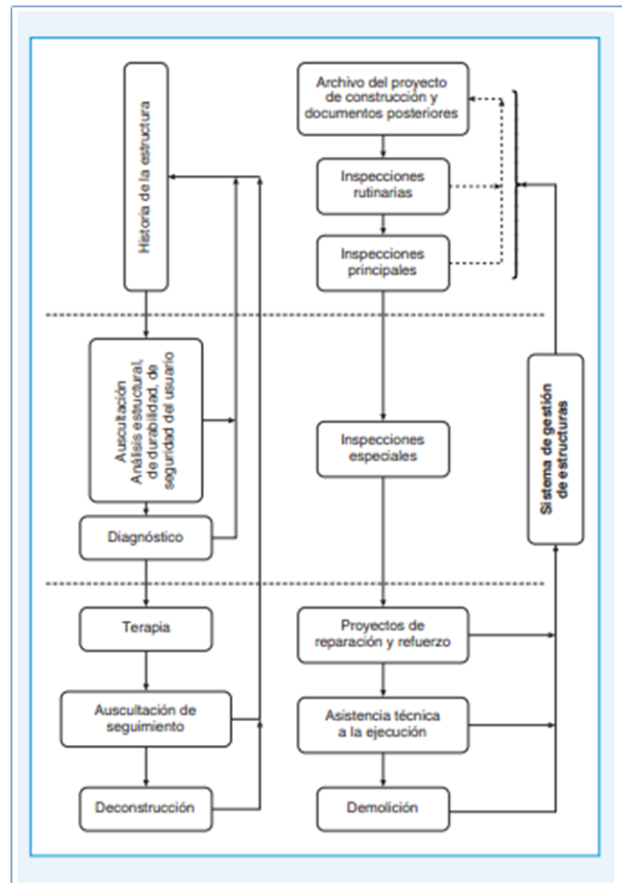 Historia de la estructura
Auscultación
Análisis estructural,
de durabilidad, de
seguridad del usuario
Diagnóstico
Terapia
Auscultación de
seguimiento
Deconstrucción
Archivo del proyecto
de construcción y
documentos posteriores
Inspecciones
rutinarias
Inspecciones
principales
Inspecciones
especiales
Proyectos de
reparación y refuerzo
Asistencia técnica
a la ejecución
Demolición
Sistema de gestión
de estructuras